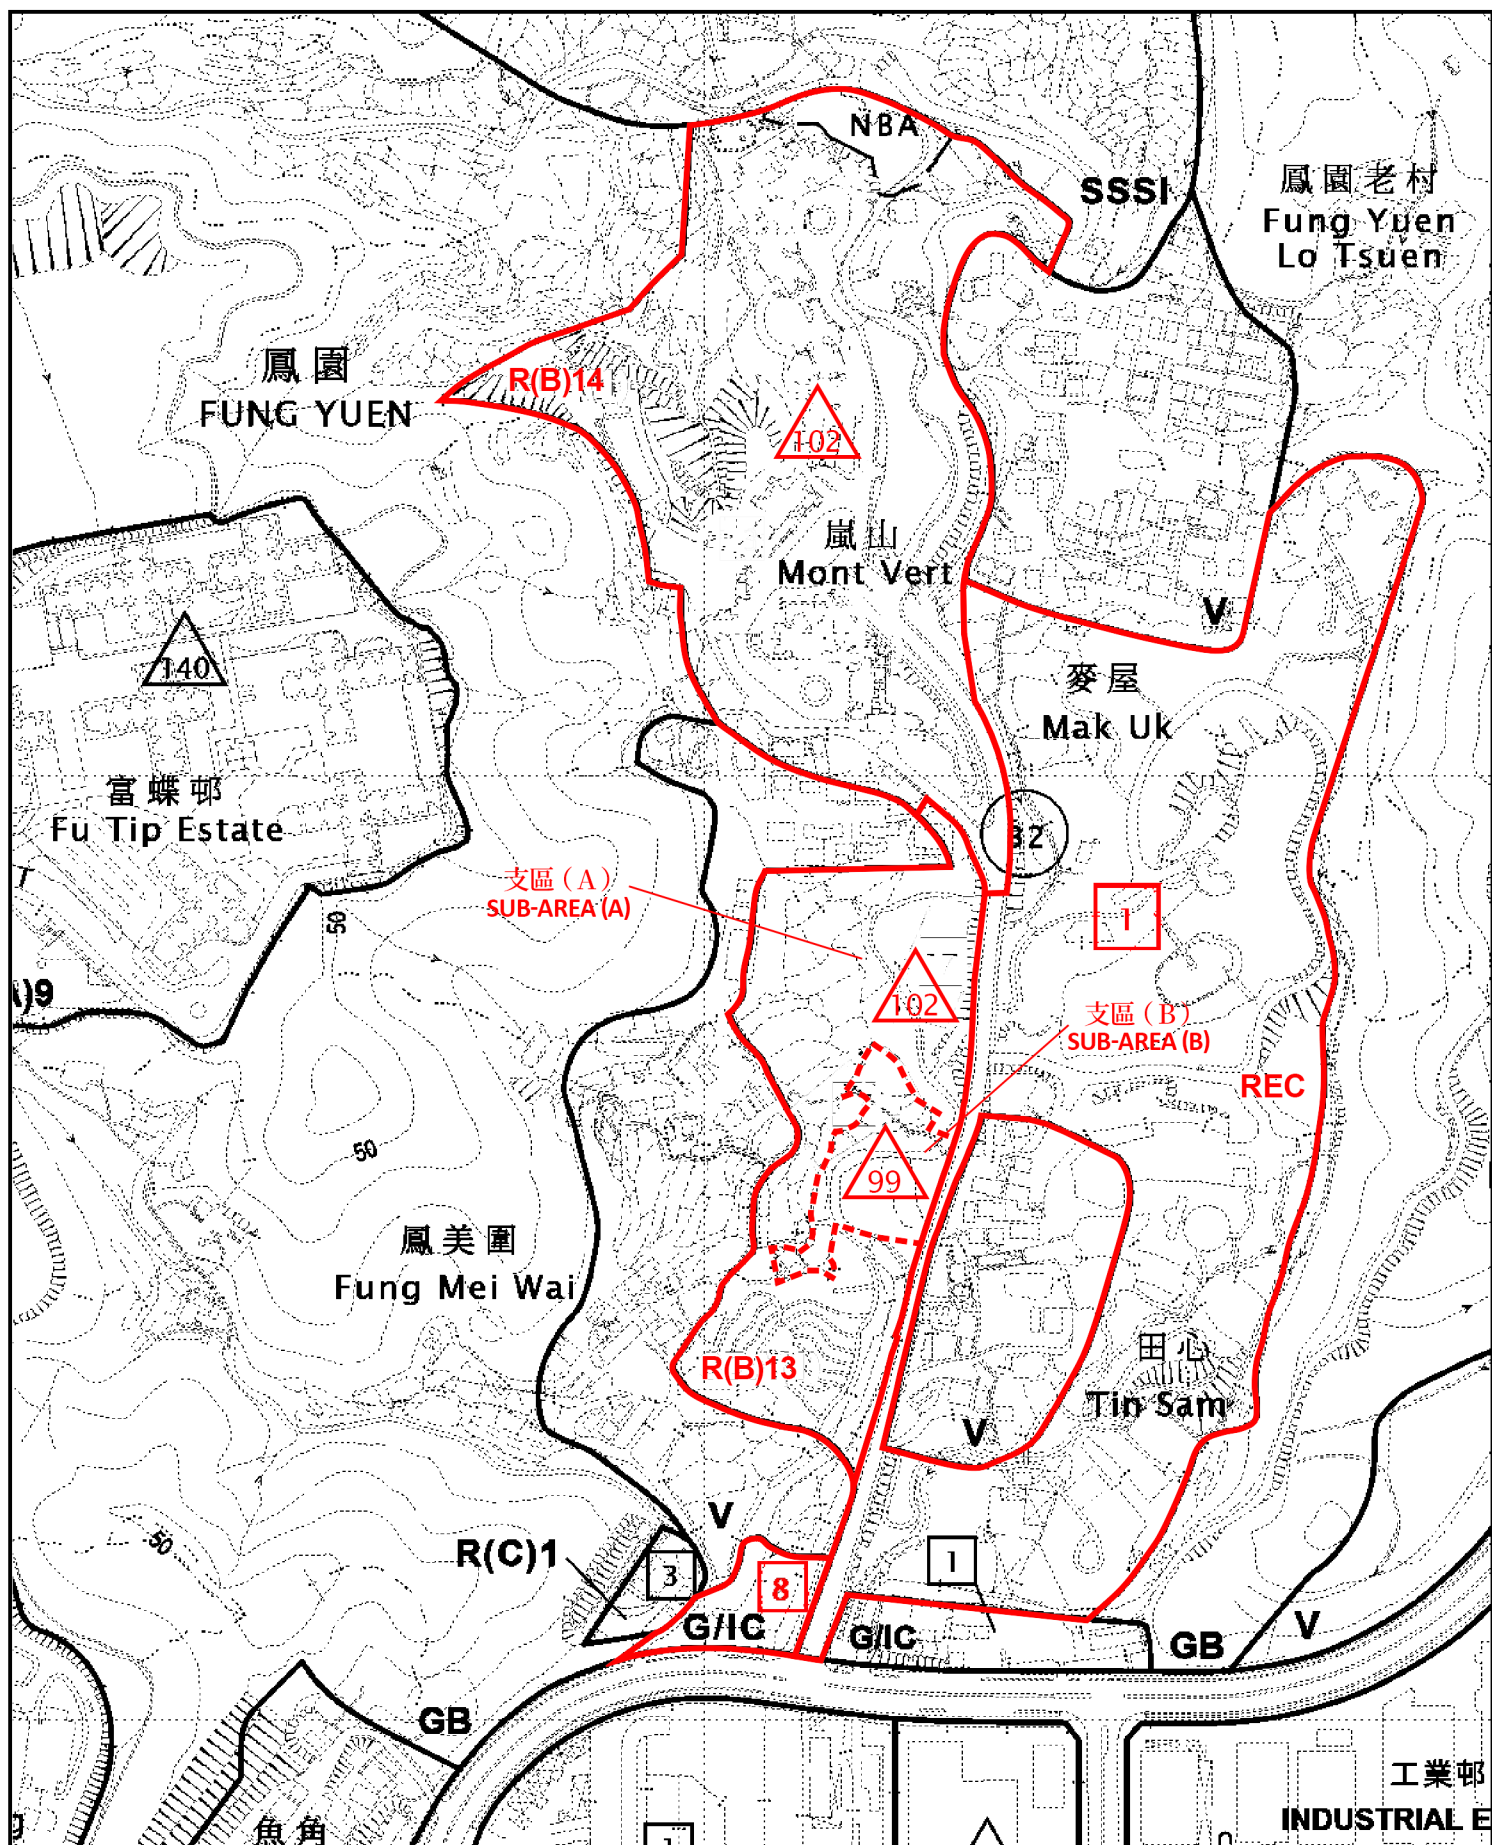 NBA
SSSI
鳳園老村
Fung Yuen
Lo Tsuen
鳳園
FUNG YUEN
R(B)14
102
嵐山
Mont Vert
V
140
麥屋
Mak Uk
富蝶邨
Fu Tip Estate
32
支區（A）
SUB-AREA (A)
1
50
102
)9
支區（B）
SUB-AREA (B)
REC
50
99
鳳美圍
Fung Mei Wai
田心
Tin Sam
R(B)13
V
V
50
R(C)1
3
8
1
G/IC
G/IC
GB
V
GB
工業邨
INDUSTRIAL E
魚角
1